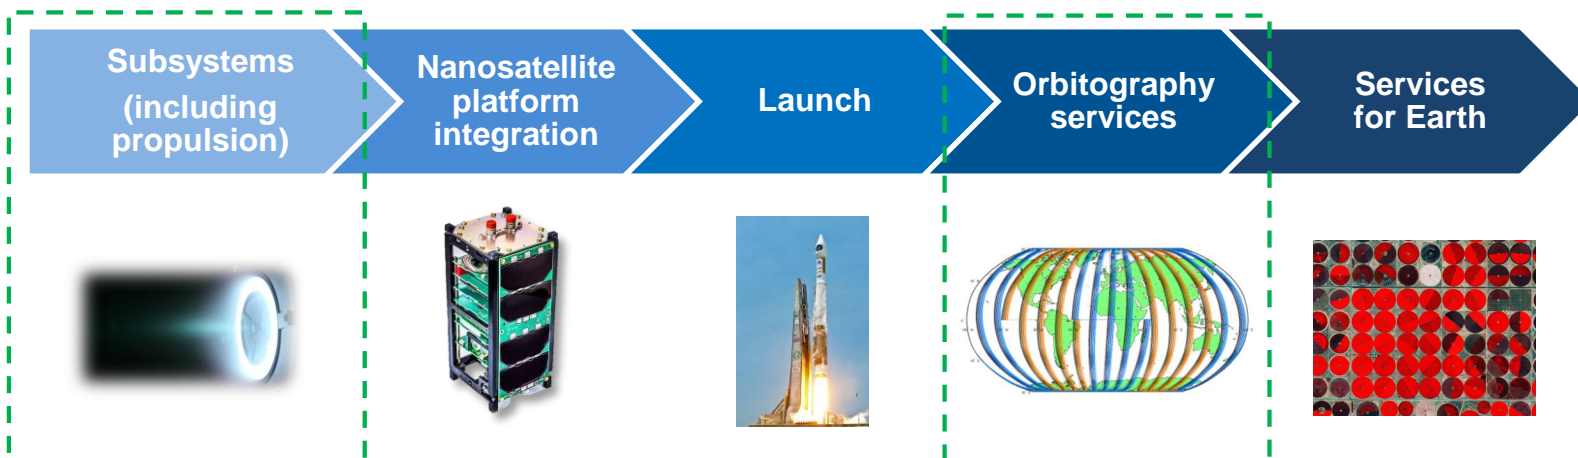 Subsystems
(including
propulsion)
Nanosatellite
platform
integration
Launch
Orbitography
services
Services
for Earth